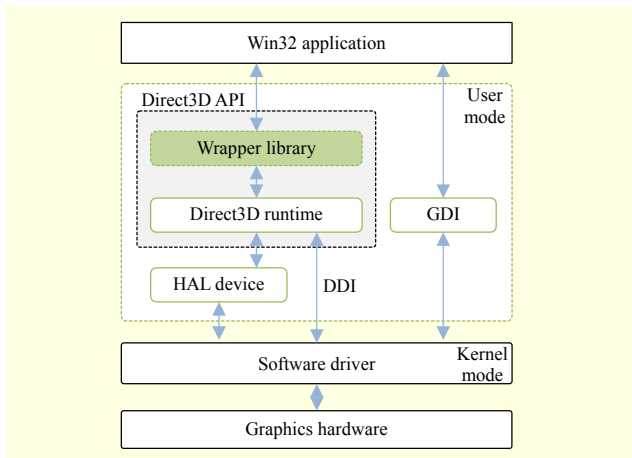 Win32 application
Direct3D API
User
mode
Wrapper library
Direct3D runtime
GDI
HAL device
DDI
Software driver
Kernel
mode
Graphics hardware